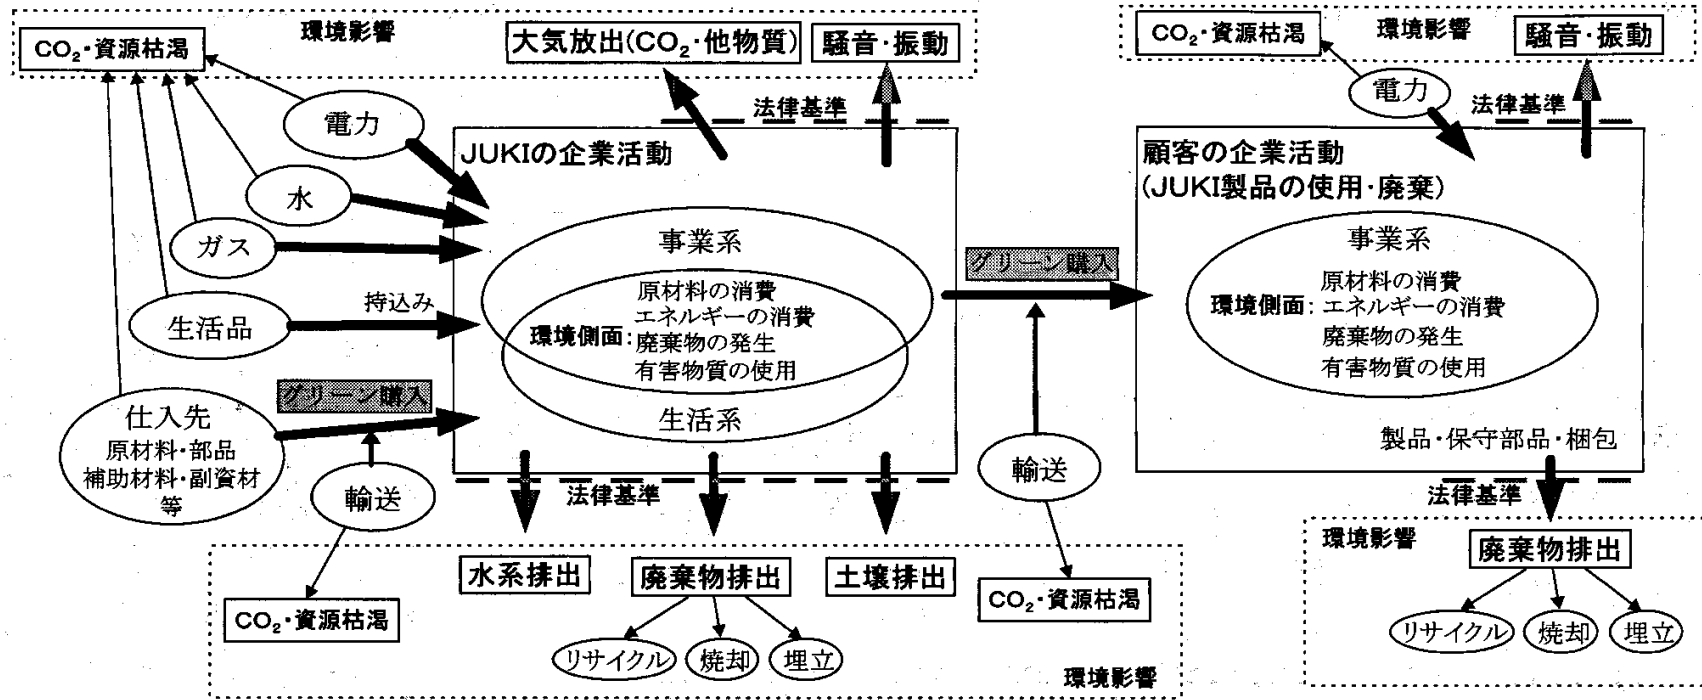 環境影響
CO₂・資源枯渇
大気放出(CO₂・他物質)
騒音・振動
法律基準
電力
水
ガス
生活品
持込み
仕入先
原材料・部品
補助材料・副資材
等
グリーン購入
輸送
CO₂・資源枯渇
JUKIの企業活動
事業系
原材料の消費
エネルギーの消費
環境側面:
廃棄物の発生
有害物質の使用
生活系
法律基準
水系排出
廃棄物排出
土壌排出
リサイクル
焼却
埋立
環境影響
グリーン購入
輸送
CO₂・資源枯渇
環境影響
CO₂・資源枯渇
騒音・振動
電力
法律基準
顧客の企業活動
(JUKI製品の使用・廃棄)
事業系
原材料の消費
環境側面:エネルギーの消費
廃棄物の発生
有害物質の使用
製品・保守部品・梱包
法律基準
環境影響
廃棄物排出
リサイクル
焼却
埋立